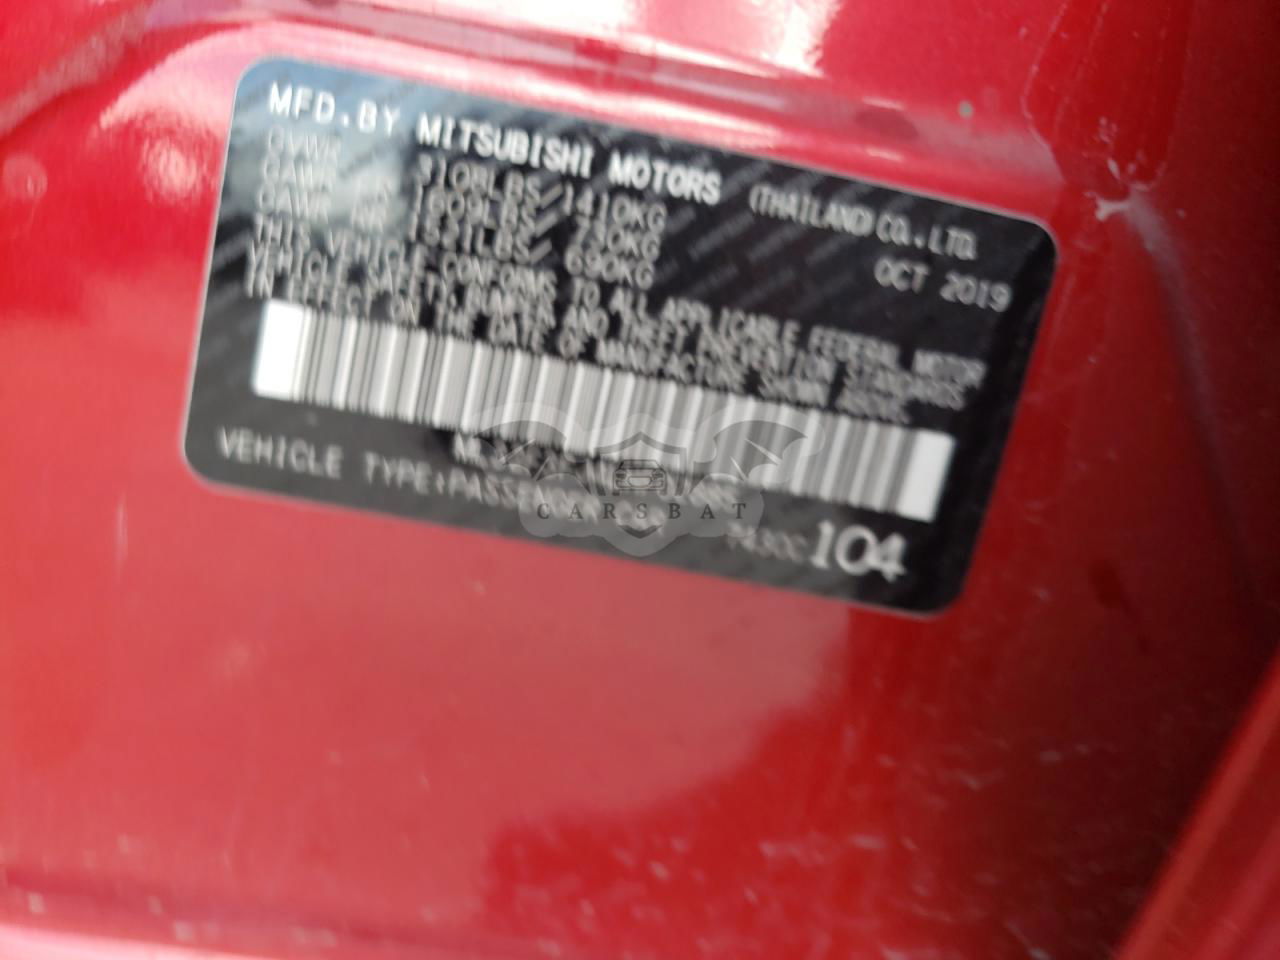 MFD.BY MITSUBISHI MOTORS (THAILAND) CO.,LTD.
GVWR 3108LBS/1410KG OCT 2019
GAWR FR 1609LBS/ 730KG
GAWR RR 1521LBS/ 690KG
THIS VEHICLE CONFORMS TO ALL APPLICABLE FEDERAL MOTOR
VEHICLE SAFETY,BUMPER, AND THEFT PREVENTION STANDARDS
IN EFFECT ON THE DATE OF MANUFACTURE SHOWN ABOVE.
VEHICLE TYPE:PASSENGER CAR 104
CARSBAT